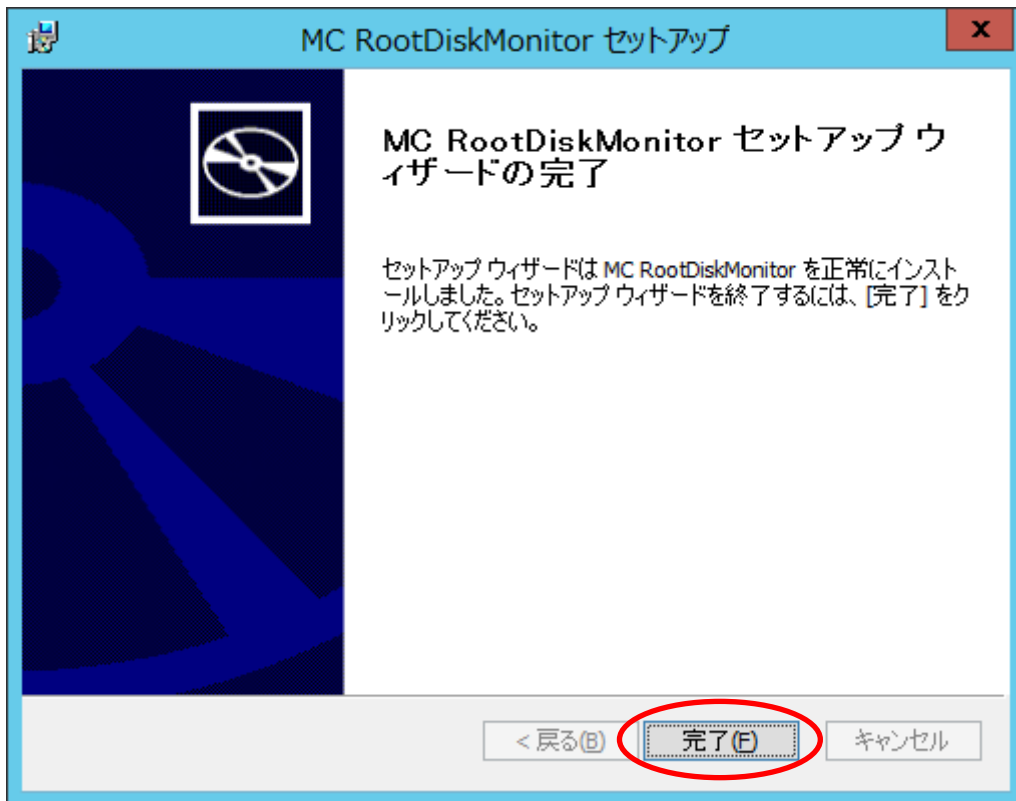 MC RootDiskMonitor セットアップ
x
MC RootDiskMonitor セットアップ ウ
ィザードの完了
セットアップ ウィザードは MC RootDiskMonitor を正常にインスト
ールしました。セットアップ ウィザードを終了するには、[完了] をク
リックしてください。
< 戻る(B)
完了(F)
キャンセル